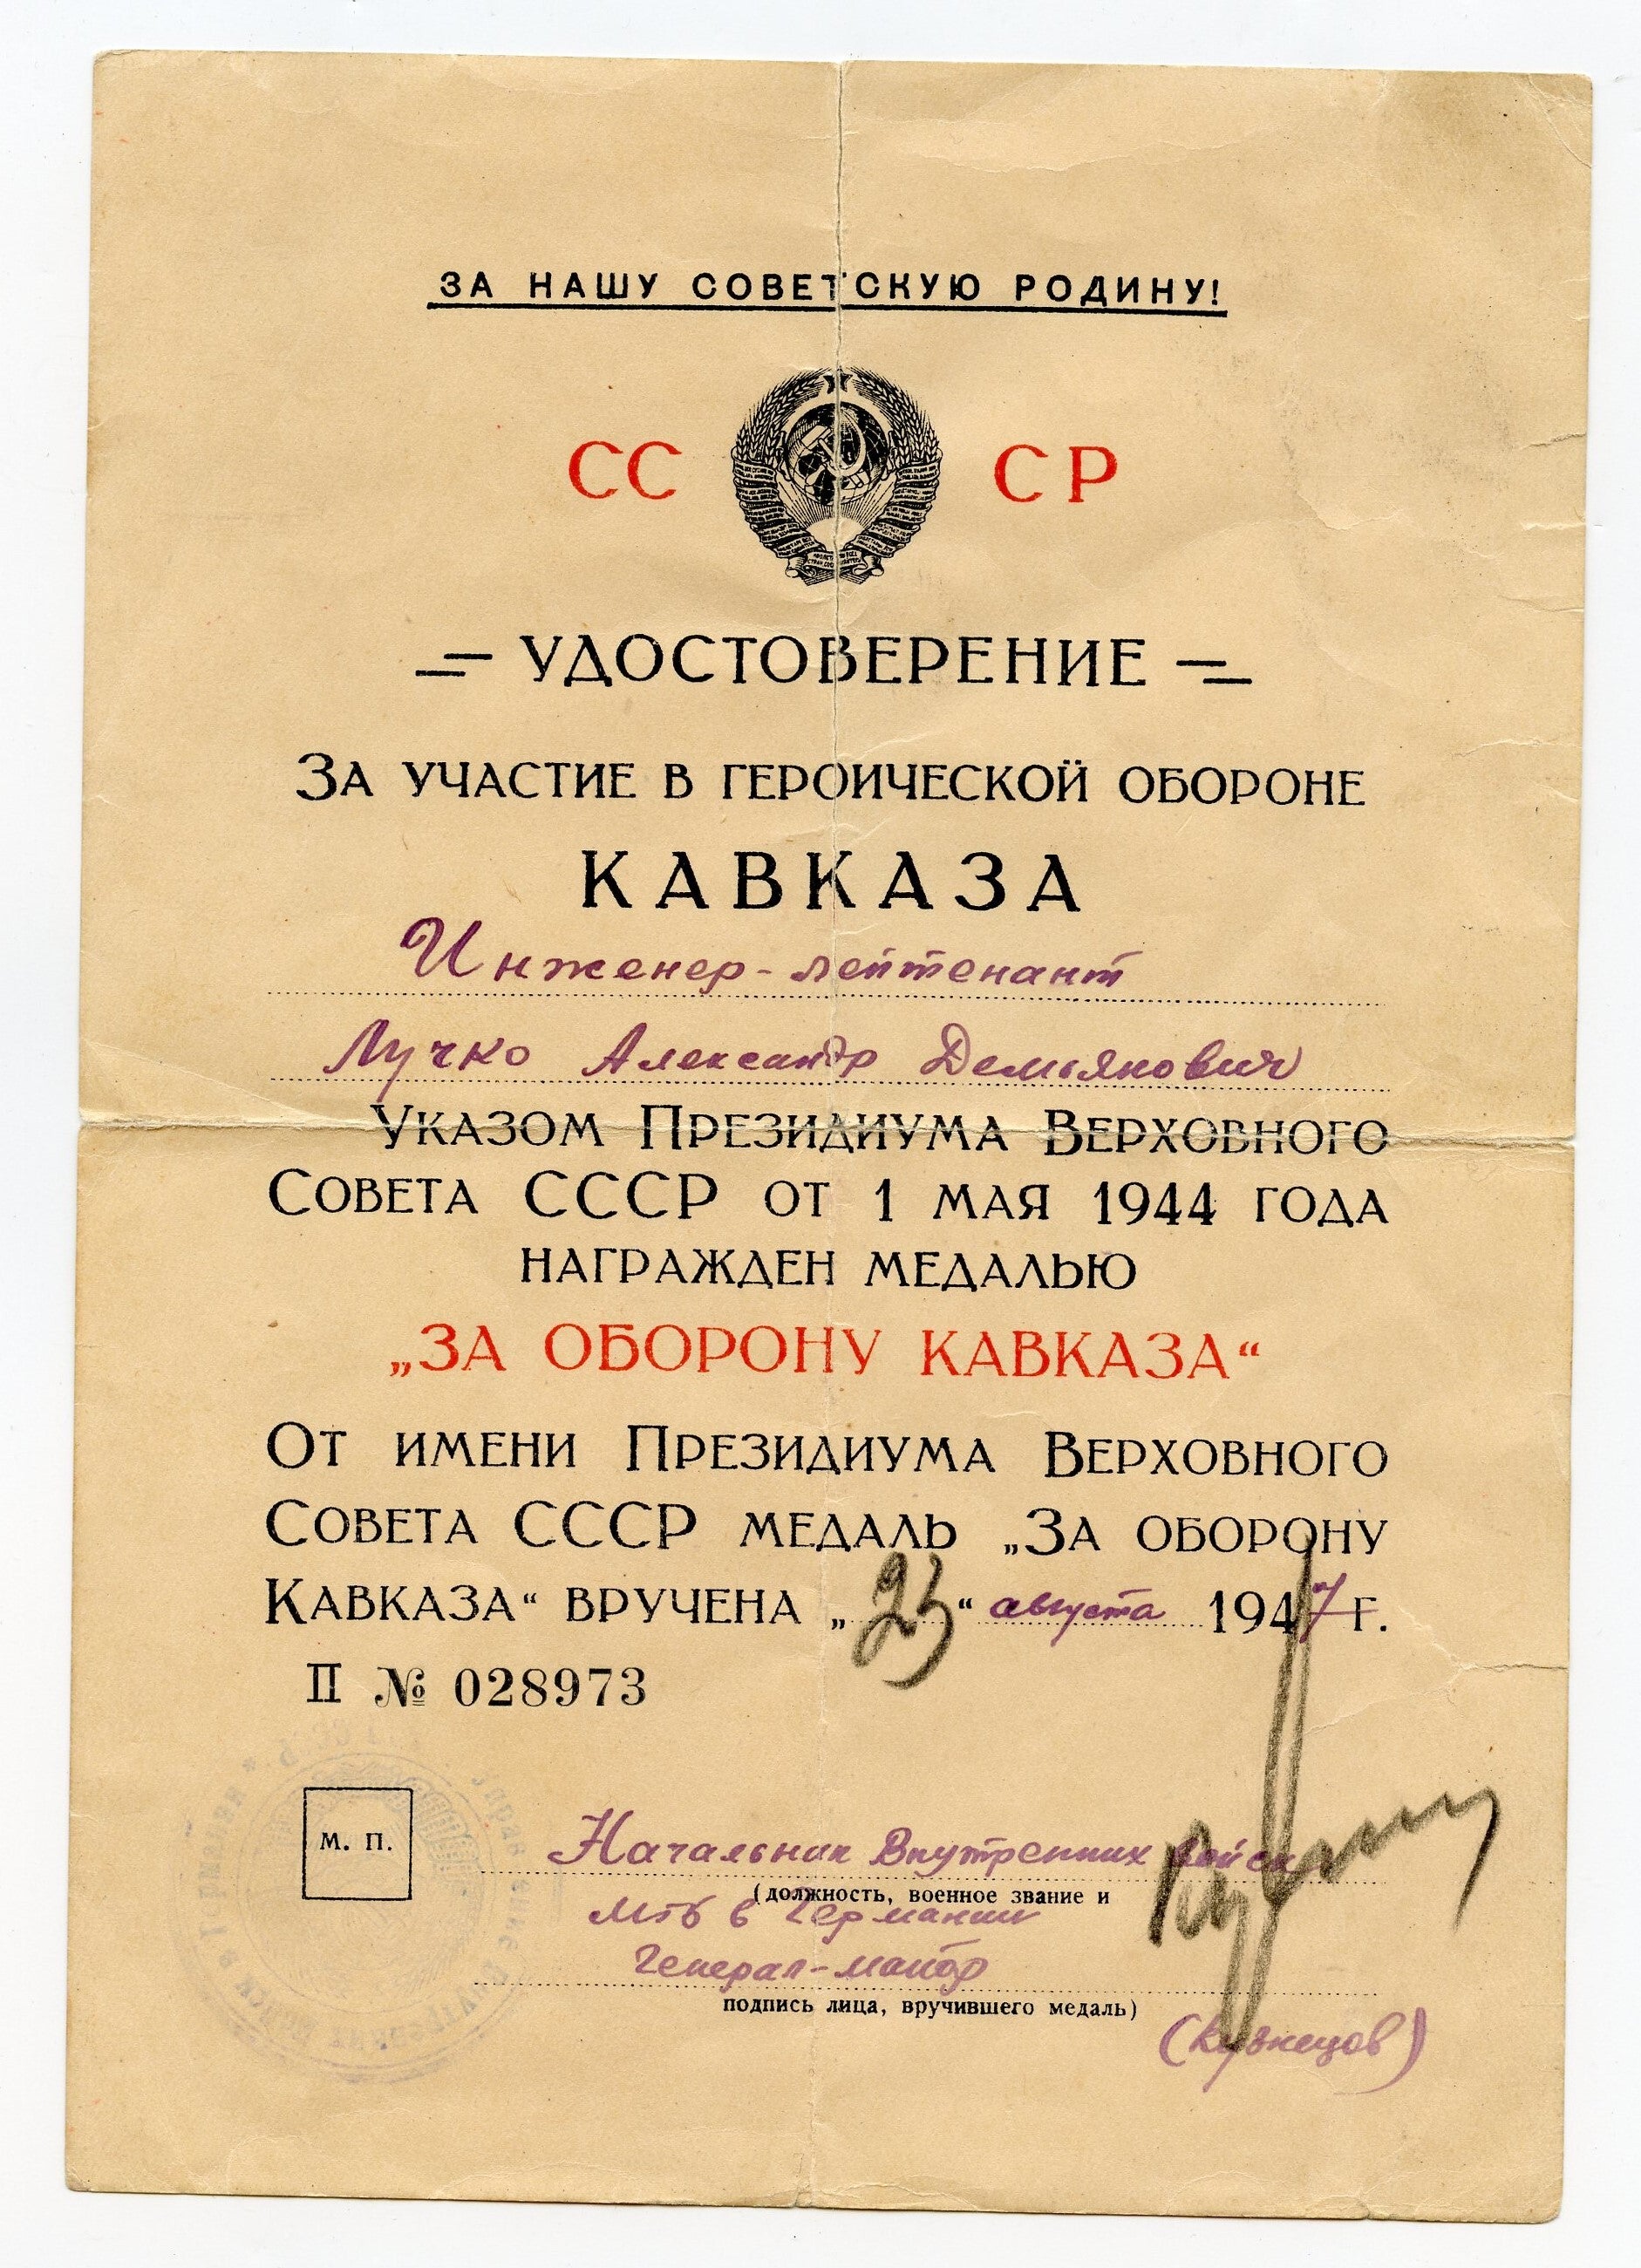 ЗА НАШУ СОВЕТСКУЮ РОДИНУ!
СС СР
УДОСТОВЕРЕНИЕ
ЗА УЧАСТИЕ В ГЕРОИЧЕСКОЙ ОБОРОНЕ
КАВКАЗА
Инженер-лейтенант
Лучко Александр Демьянович
УКАЗОМ ПРЕЗИДИУМА ВЕРХОВНОГО
СОВЕТА СССР ОТ 1 МАЯ 1944 ГОДА
НАГРАЖДЕН МЕДАЛЬЮ
„ЗА ОБОРОНУ КАВКАЗА“
ОТ ИМЕНИ ПРЕЗИДИУМА ВЕРХОВНОГО
СОВЕТА СССР МЕДАЛЬ „ЗА ОБОРОНУ
КАВКАЗА“ ВРУЧЕНА „23“ августа 1947 г.
II № 028973
М. П.
Начальник Внутренних Войск
(должность, военное звание и
МГБ в Германии
Генерал-майор
подпись лица, вручившего медаль)
(Кузнецов)